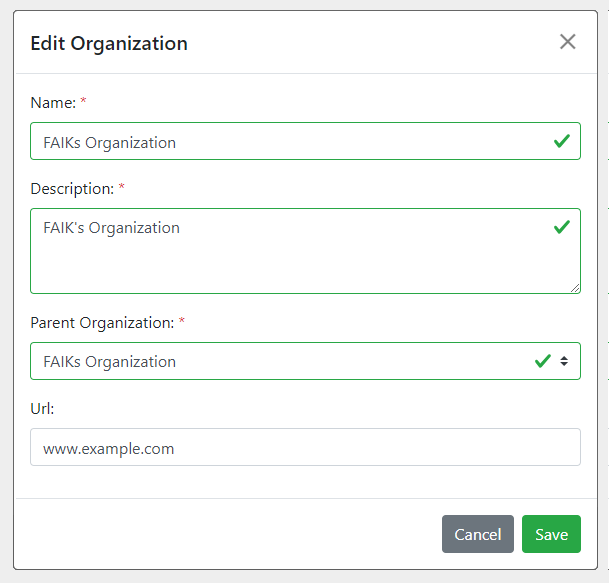 Edit Organization
Name: *
FAIKs Organization
Description: *
FAIK's Organization
Parent Organization: *
FAIKs Organization
Url:
www.example.com
Cancel Save